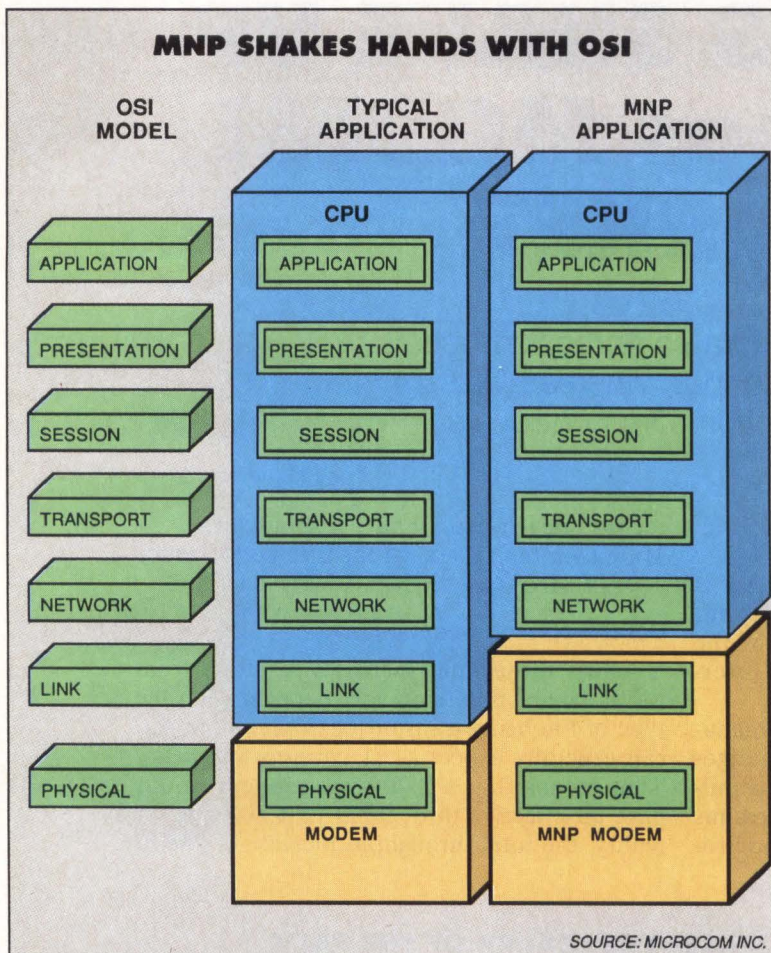 MNP SHAKES HANDS WITH OSI
OSI
MODEL
TYPICAL
APPLICATION
MNP
APPLICATION
CPU
CPU
APPLICATION
APPLICATION
APPLICATION
PRESENTATION
PRESENTATION
PRESENTATION
SESSION
SESSION
SESSION
TRANSPORT
TRANSPORT
TRANSPORT
NETWORK
NETWORK
NETWORK
LINK
LINK
LINK
PHYSICAL
PHYSICAL
PHYSICAL
MODEM
MNP MODEM
SOURCE: MICROCOM INC.